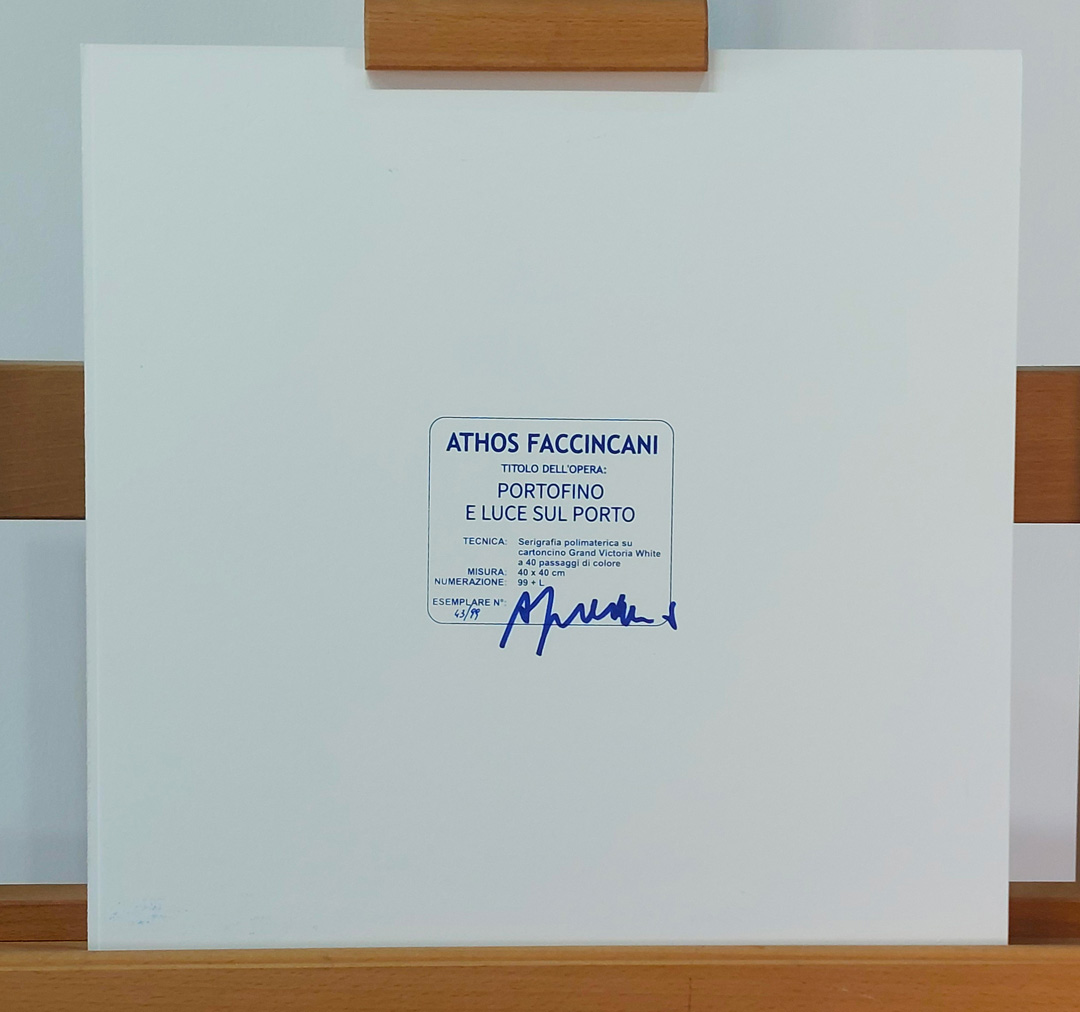 ATHOS FACCINCANI
TITOLO DELL'OPERA:
PORTOFINO
E LUCE SUL PORTO
TECNICA: Serigrafia polimaterica su
cartoncino Grand Victoria White
a 40 passaggi di colore
MISURA: 40 x 40 cm
NUMERAZIONE: 99 + L
ESEMPLARE N°:
43/99